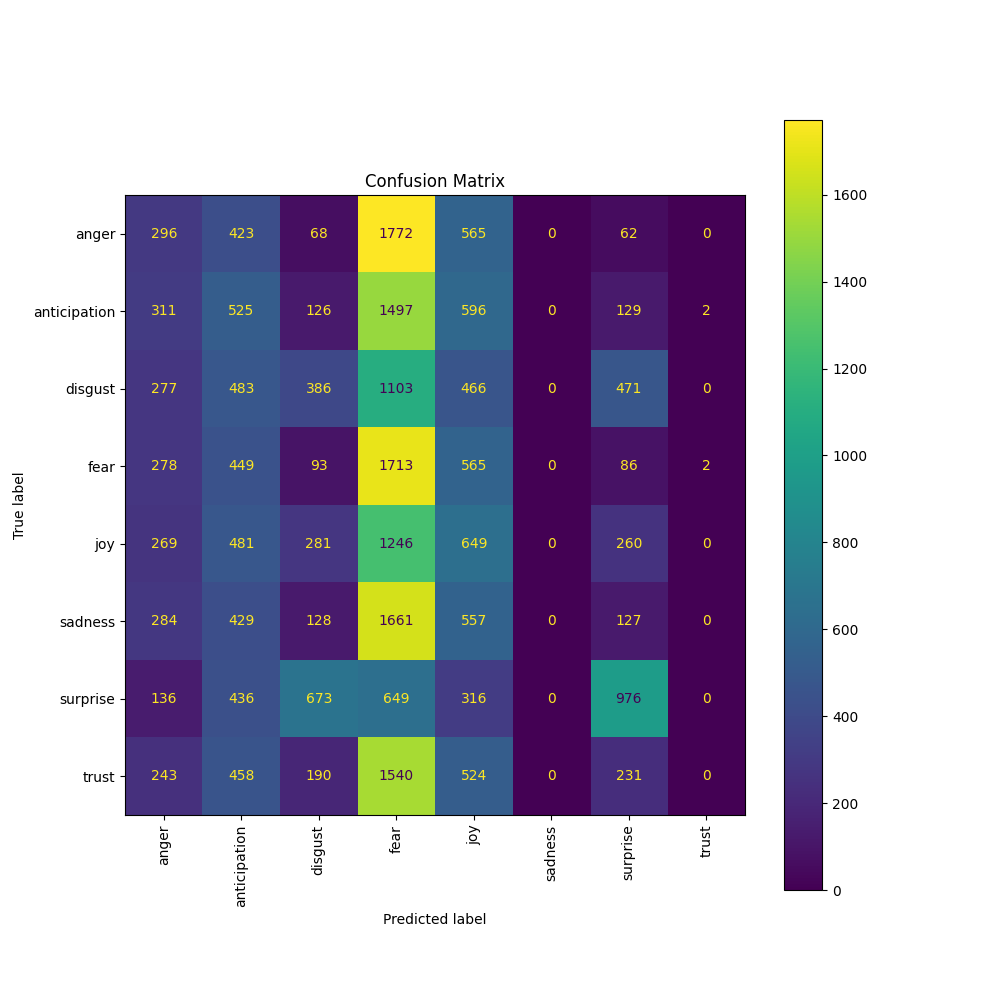 Confusion Matrix
anger 296 423 68 1772 565 0 62 0
anticipation 311 525 126 1497 596 0 129 2
disgust 277 483 386 1103 466 0 471 0
fear 278 449 93 1713 565 0 86 2
joy 269 481 281 1246 649 0 260 0
sadness 284 429 128 1661 557 0 127 0
surprise 136 436 673 649 316 0 976 0
trust 243 458 190 1540 524 0 231 0
anger anticipation disgust fear joy sadness surprise trust
Predicted label
True label
1600
1400
1200
1000
800
600
400
200
0